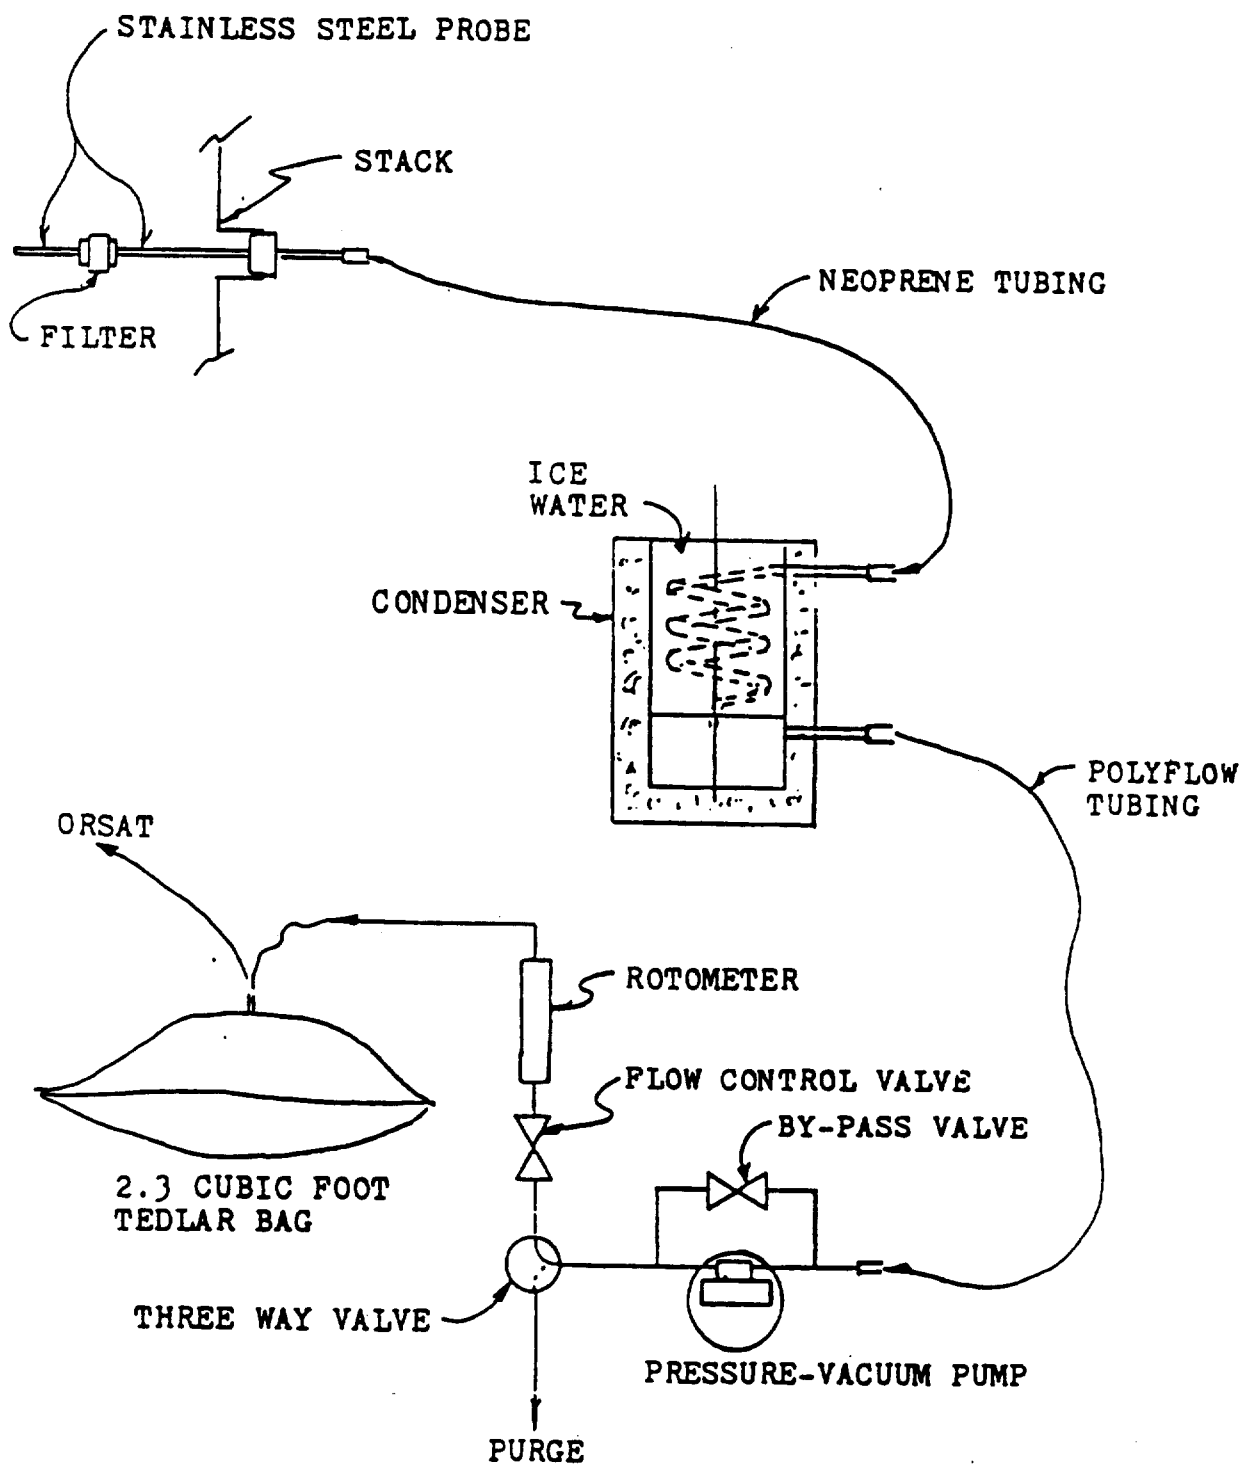 STAINLESS STEEL PROBE
STACK
NEOPRENE TUBING
FILTER
ICE
WATER
CONDENSER
POLYFLOW
TUBING
ORSAT
ROTOMETER
FLOW CONTROL VALVE
BY-PASS VALVE
2.3 CUBIC FOOT
TEDLAR BAG
THREE WAY VALVE
PRESSURE-VACUUM PUMP
PURGE